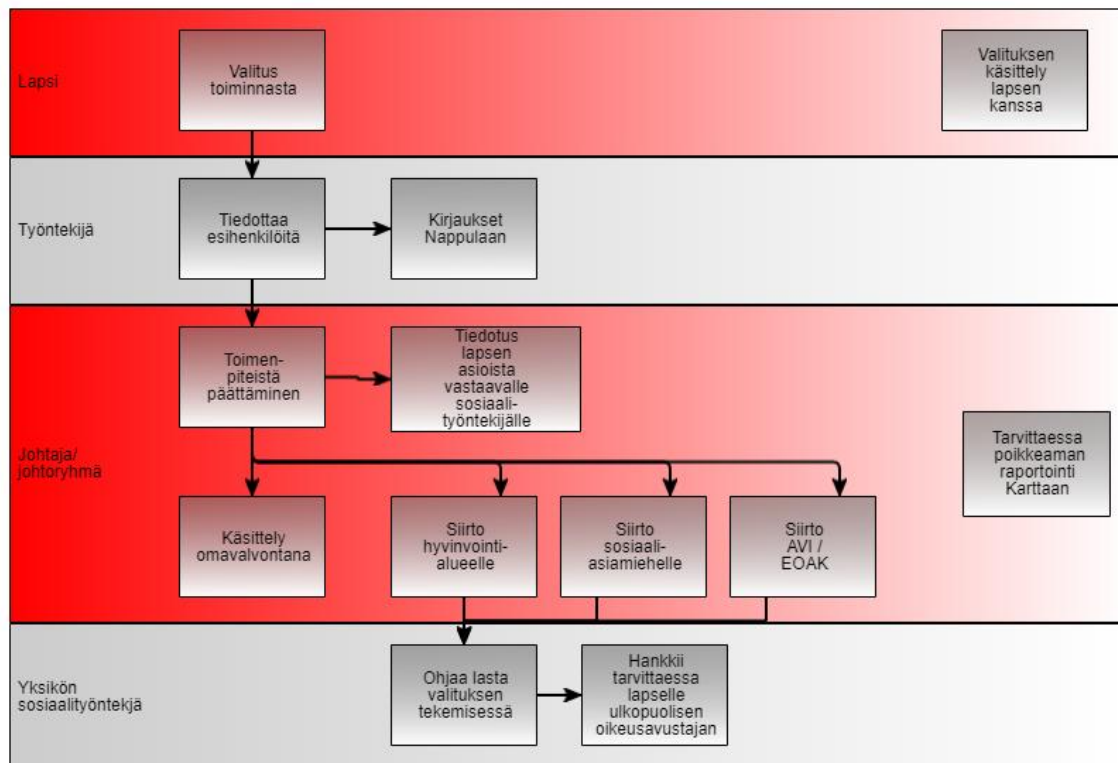 Lapsi
Valitus
toiminnasta
Valituksen
käsittely
lapsen
kanssa
Työntekijä
Tiedottaa
esihenkilöitä
Kirjaukset
Nappulaan
Johtaja/
johtoryhmä
Toimen-
piteistä
päättäminen
Tiedotus
lapsen
asioista
vastaavalle
sosiaali-
työntekijälle
Tarvittaessa
poikkeaman
raportointi
Karttaan
Käsittely
omavalvontana
Siirto
hyvinvointi-
alueelle
Siirto
sosiaali-
asiamiehelle
Siirto
AVI /
EOAK
Yksikön
sosiaalityöntekjä
Ohjaa lasta
valituksen
tekemisessä
Hankkii
tarvittaessa
lapselle
ulkopuolisen
oikeusavustajan